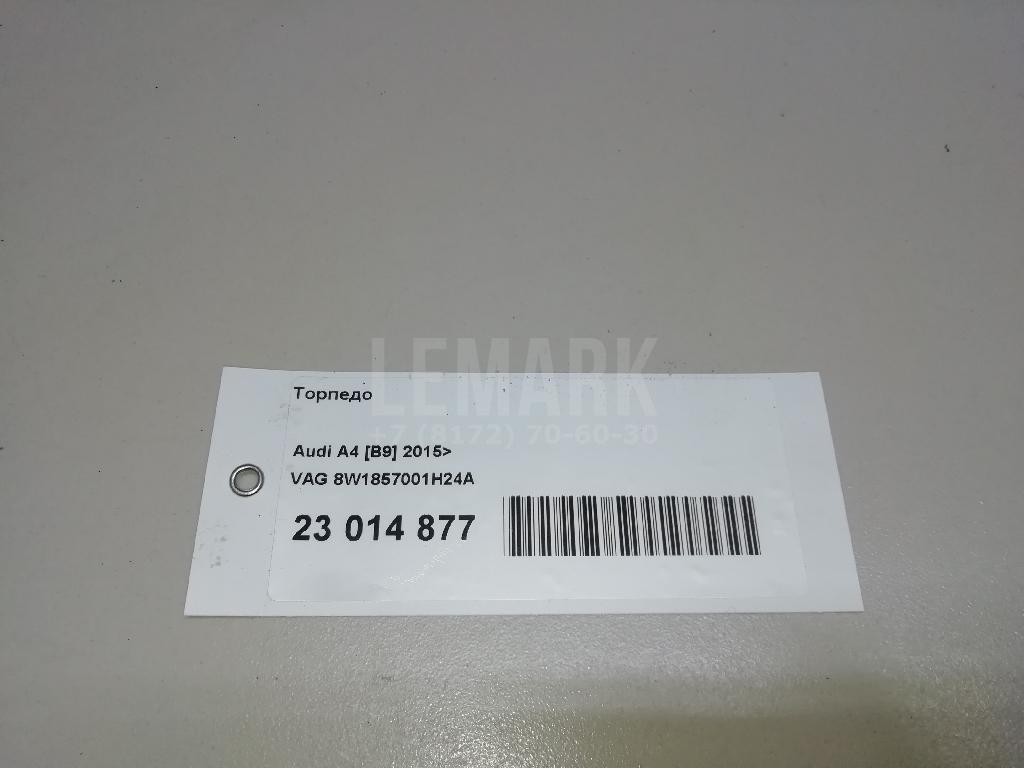 LEMARK
Торпедо
+7 (8172) 70-60-30
Audi A4 [B9] 2015>
VAG 8W1857001H24A
23 014 877